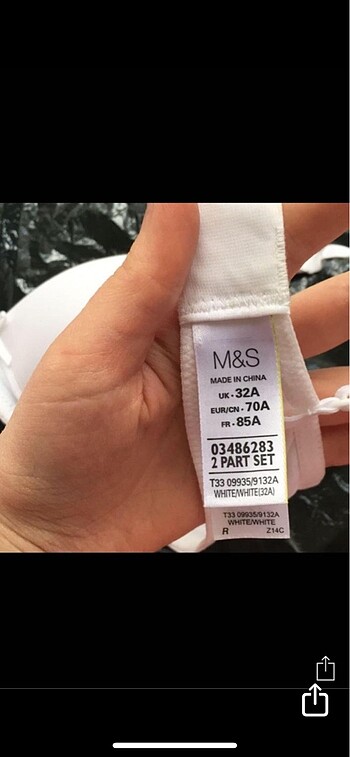 M&S
MADE IN CHINA
UK - 32A
EUR/CN - 70A
FR - 85A
03486283
2 PART SET
T33 09935/9132A
WHITE/WHITE(32A)
T33 09935/9132A
WHITE/WHITE
R Z14C